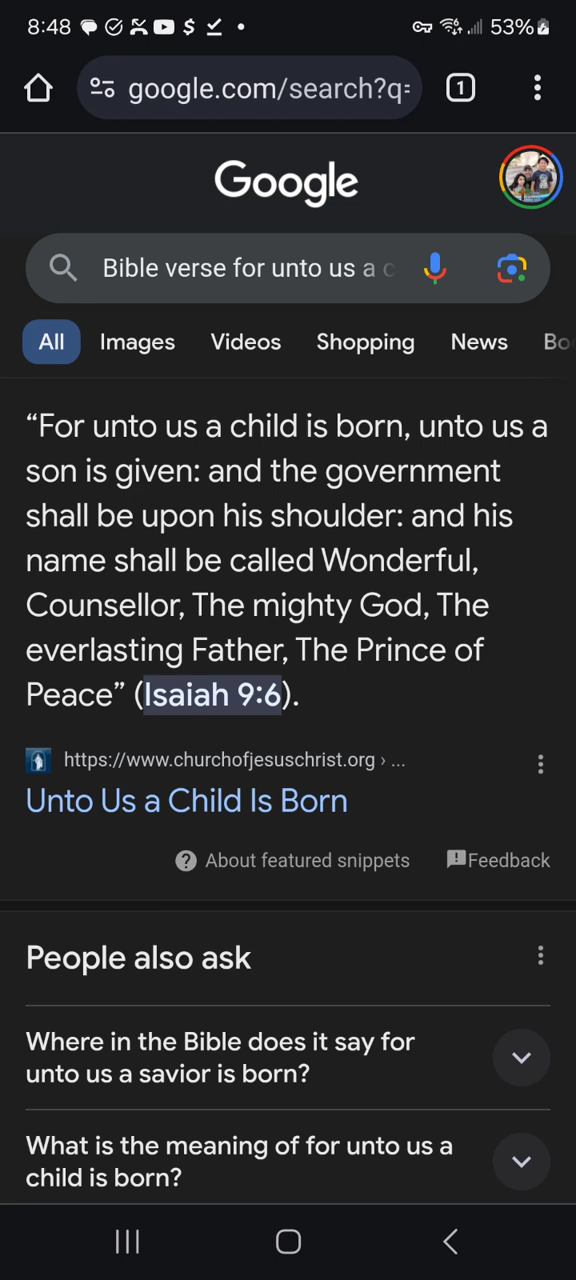 8:48 $ 53%
google.com/search?q=
1
Google
Bible verse for unto us a c
All Images Videos Shopping News Bo
“For unto us a child is born, unto us a
son is given: and the government
shall be upon his shoulder: and his
name shall be called Wonderful,
Counsellor, The mighty God, The
everlasting Father, The Prince of
Peace” (Isaiah 9:6).
https://www.churchofjesuschrist.org › ...
Unto Us a Child Is Born
About featured snippets Feedback
People also ask
Where in the Bible does it say for
unto us a savior is born?
What is the meaning of for unto us a
child is born?